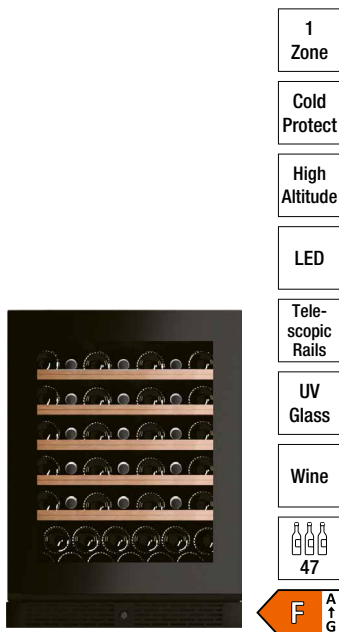 1
Zone
Cold
Protect
High
Altitude
LED
Tele-
scopic
Rails
UV
Glass
Wine
47
F
A
↑
G